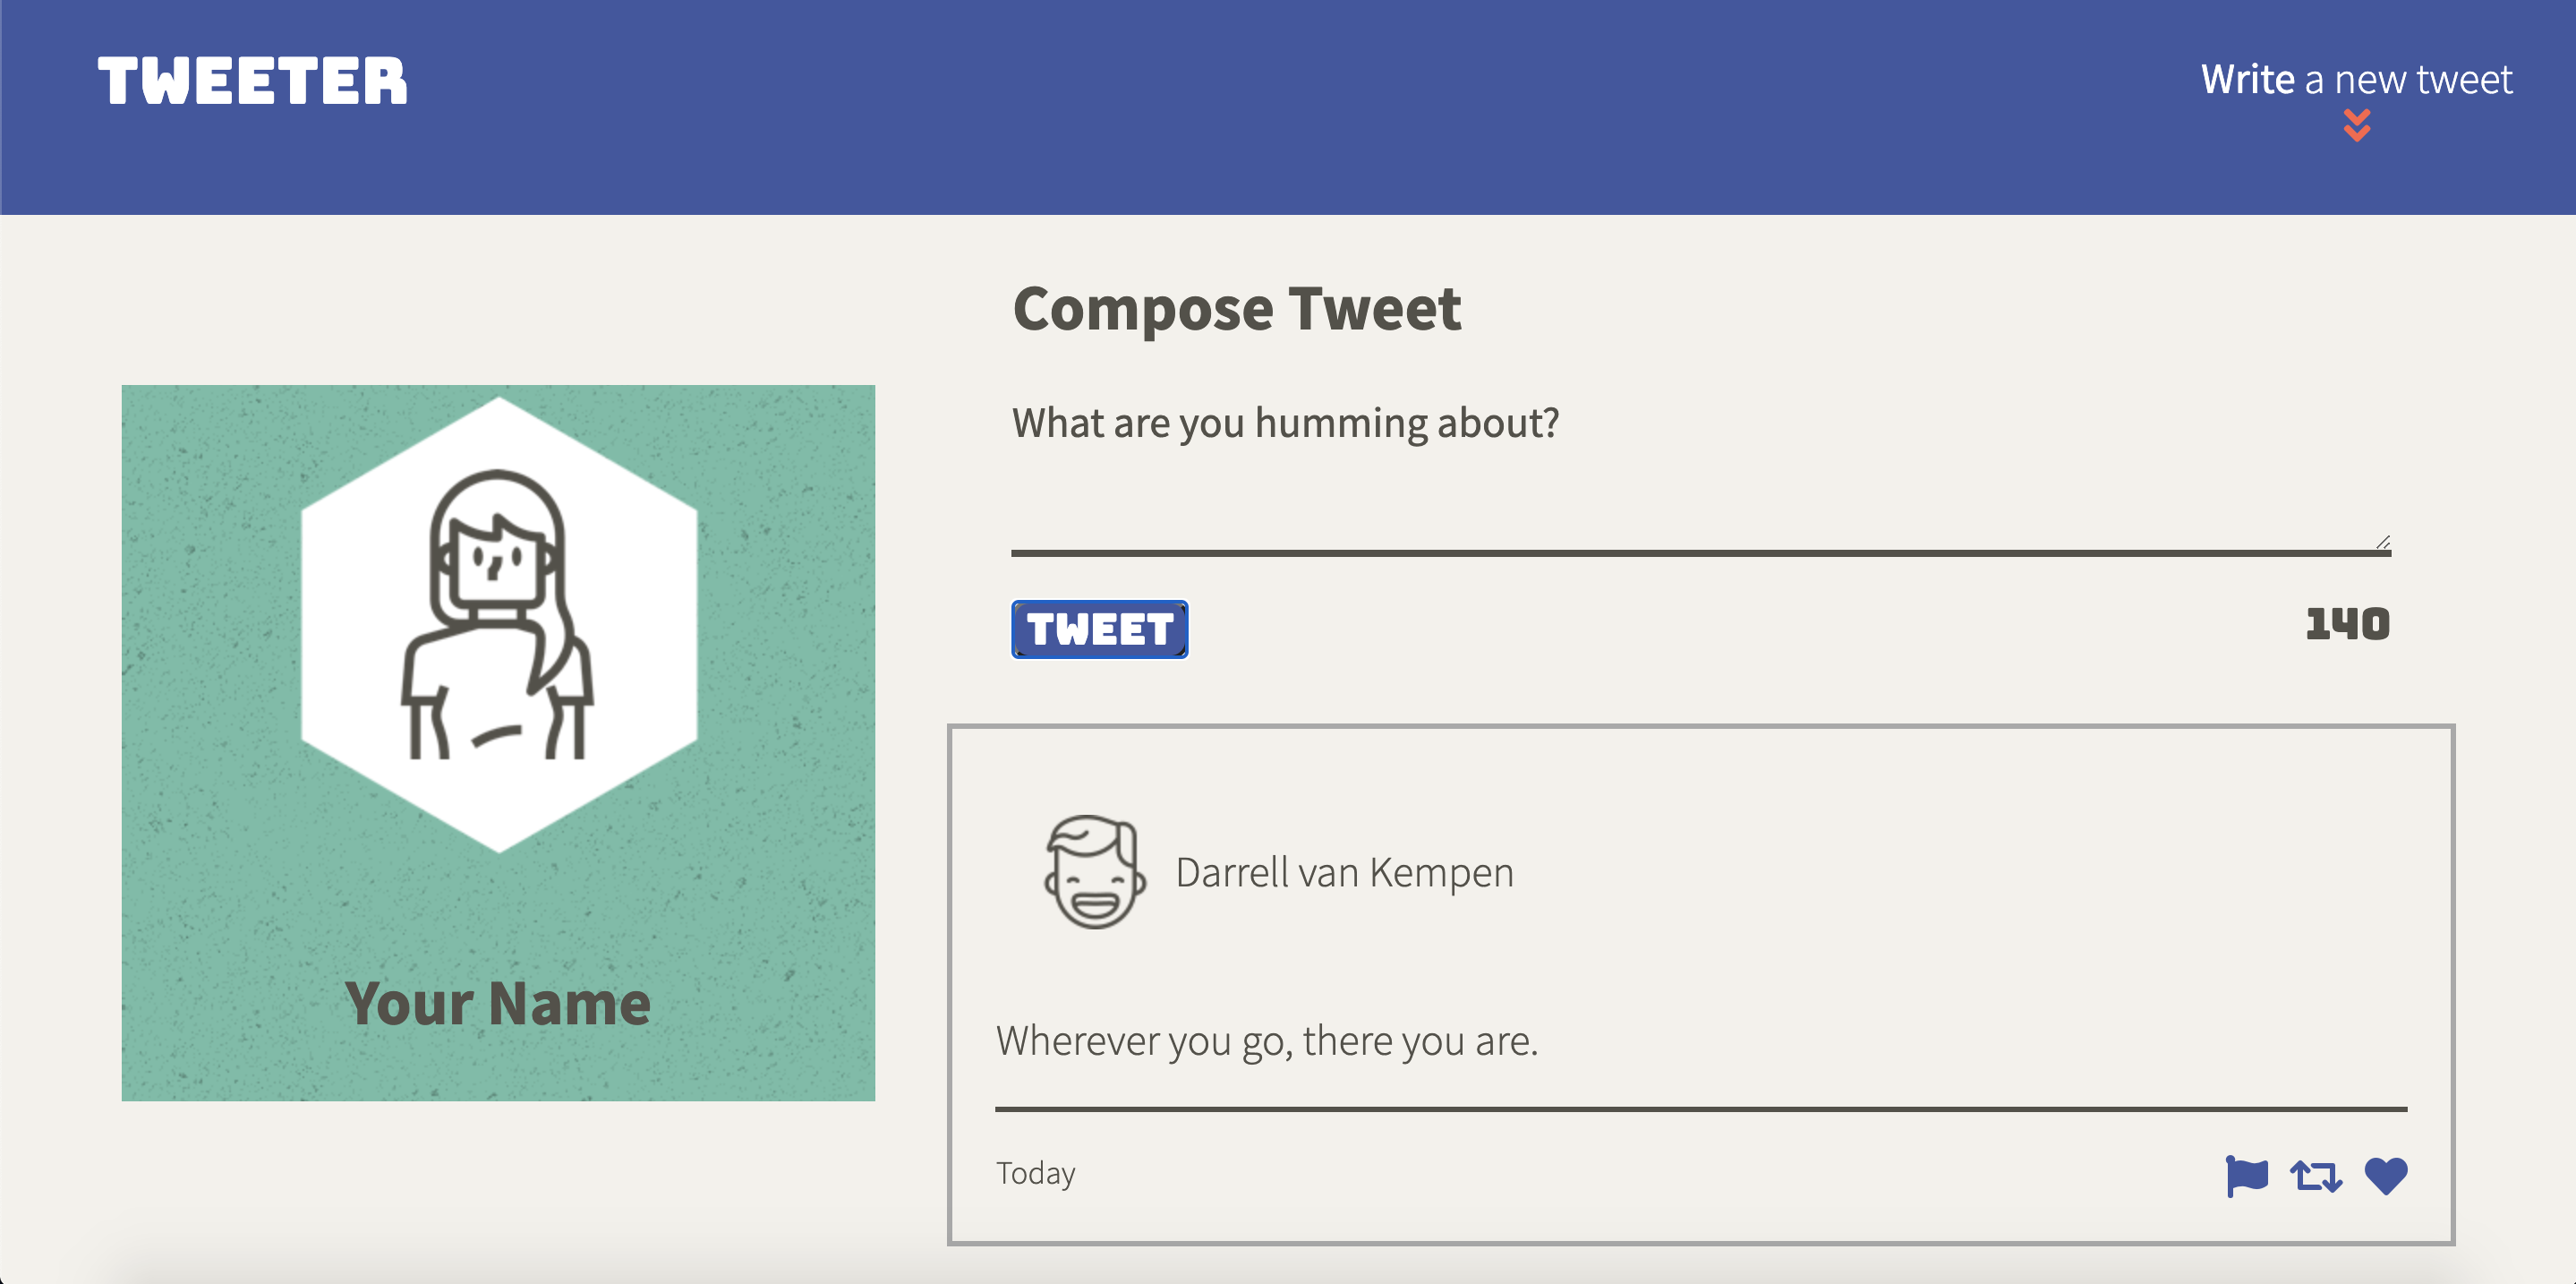 TWEETER
Write a new tweet
Compose Tweet
What are you humming about?
TWEET
140
Your Name
Darrell van Kempen
Wherever you go, there you are.
Today